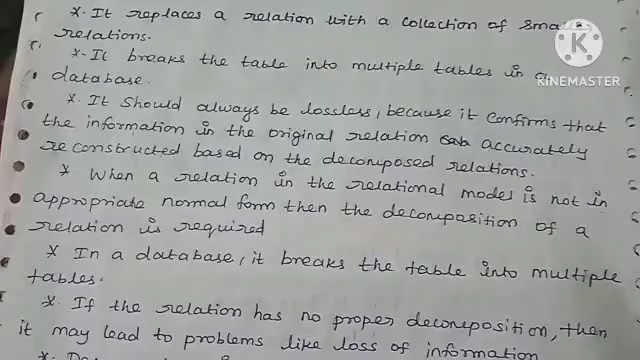 *. It replaces a relation with a collection of smaller
relations.
*. It breaks the table into multiple tables in a
database.
*. It should always be lossless, because it confirms that
the information in the original relation can accurately
reconstructed based on the decomposed relations.
*. When a relation in the relational model is not in
appropriate normal form then the decomposition of a
relation is required
* In a database, it breaks the table into multiple
tables.
*. If the relation has no proper decomposition, then
it may lead to problems like loss of information
*.
K
KINEMASTER